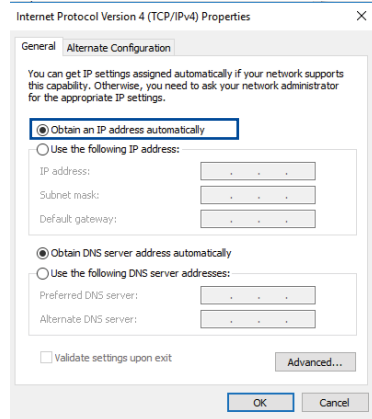 Internet Protocol Version 4 (TCP/IPv4) Properties
General
Alternate Configuration
You can get IP settings assigned automatically if your network supports
this capability. Otherwise, you need to ask your network administrator
for the appropriate IP settings.
Obtain an IP address automatically
Use the following IP address:
IP address:
Subnet mask:
Default gateway:
Obtain DNS server address automatically
Use the following DNS server addresses:
Preferred DNS server:
Alternate DNS server:
Validate settings upon exit
Advanced...
OK
Cancel